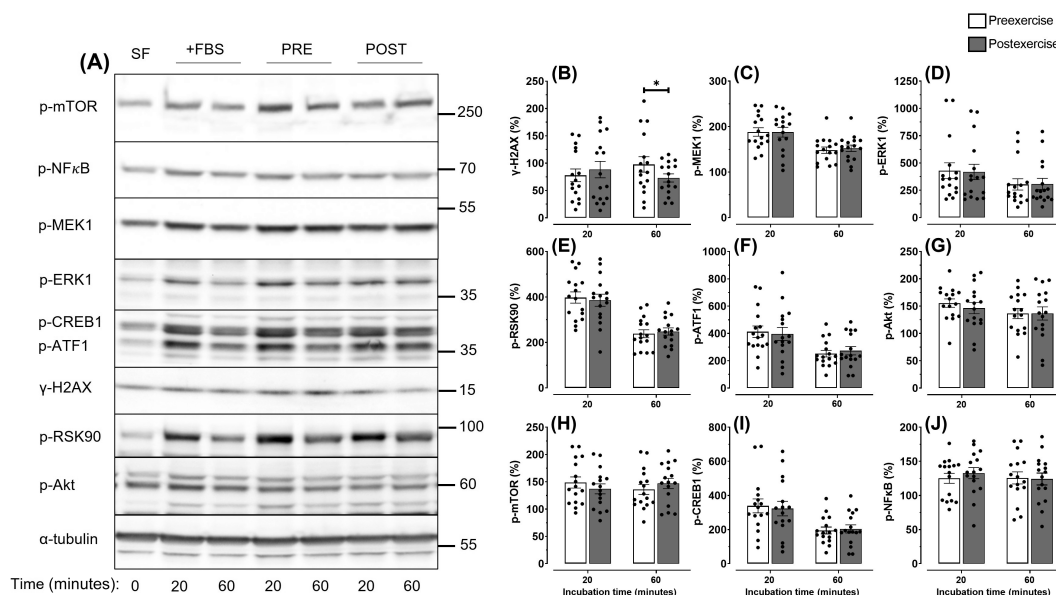 Preexercise
Postexercise
(A)
SF +FBS PRE POST
p-mTOR
250
p-NFκB
70
p-MEK1
55
p-ERK1
35
p-CREB1
p-ATF1
35
γ-H2AX
15
p-RSK90
100
p-Akt
60
α-tubulin
55
Time (minutes): 0 20 60 20 60 20 60
(B)
γ-H2AX (%)
250
200
150
100
50
0
*
20 60
(C)
p-MEK1 (%)
300
200
100
0
20 60
(D)
p-ERK1 (%)
1250
1000
750
500
250
0
20 60
(E)
p-RSK90 (%)
600
400
200
0
20 60
(F)
p-ATF1 (%)
1000
800
600
400
200
0
20 60
(G)
p-Akt (%)
250
200
150
100
50
0
20 60
(H)
p-mTOR (%)
250
200
150
100
50
0
20 60
Incubation time (minutes)
(I)
p-CREB1 (%)
800
600
400
200
0
20 60
Incubation time (minutes)
(J)
p-NFκB (%)
200
150
100
50
0
20 60
Incubation time (minutes)